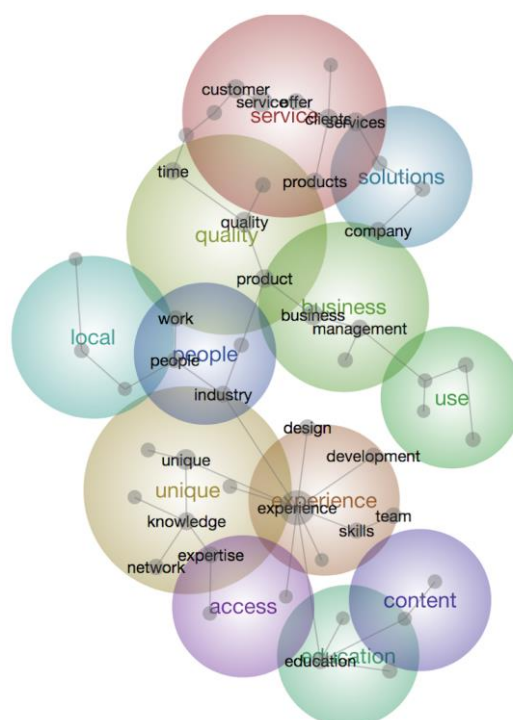 customer
service
offer
service
clients
services
time
products
solutions
quality
quality
company
product
business
work
business
management
local
people
people
industry
use
design
development
unique
unique
experience
experience
knowledge
team
skills
expertise
network
access
content
education
education